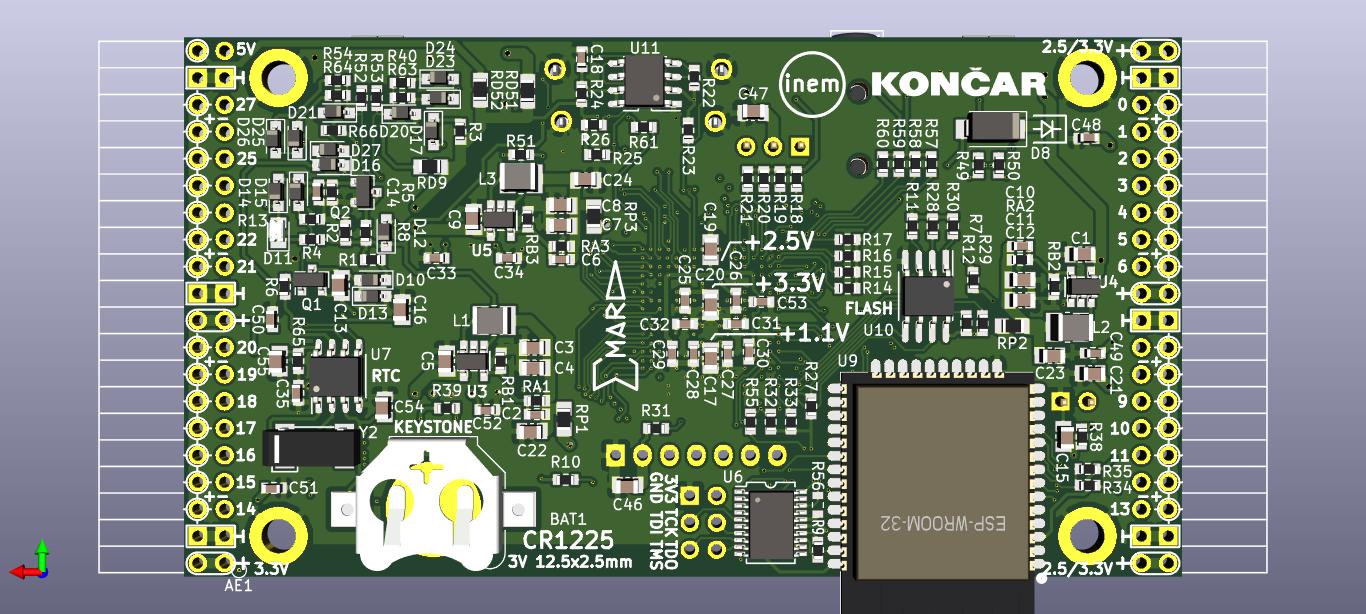 5V
27
25
22
21
20
19
18
17
16
15
14
3.3V
AE1
R54
R64
R52
R53
R40
R63
D24
D23
D21
D26
D25
R66
D20
D17
R3
D27
D16
RD9
RD52
RD51
D14
D15
R13
D11
Q2
C14
R5
R2
R4
R1
R8
D12
R6
Q1
C13
D10
D13
C16
C33
C50
R65
C55
C35
U7
RTC
C54
Y2
C51
R51
L3
C24
C9
U5
C34
RB3
C8
C7
RP3
RA3
C6
L1
C5
R39
U3
C52
RB1
C3
C4
RA1
C2
C22
RP1
KEYSTONE
+
BAT1
CR1225
3V 12.5x2.5mm
R10
U11
C18
R24
R22
R26
R25
R61
R23
C47
inem
KONČAR
R21
R20
R19
R18
C19
+2.5V
C26
C20
C25
+3.3V
C53
C32
C31
+1.1V
C29
C28
C17
C27
C30
MAR
R31
R55
R32
R33
R27
C46
3V3 TCK TDO
GND TDI TMS
U6
R56
R9
R60
R59
R58
R57
D8
C48
R49
R50
R11
R28
R30
R7
R12
R29
C10
RA2
C11
C12
C1
RB2
U4
R17
R16
R15
R14
FLASH
U10
RP2
L2
C23
C49
C21
U9
ESP-WROOM-32
C15
R38
R35
R34
2.5/3.3V
0
1
2
3
4
5
6
9
10
11
13
2.5/3.3V